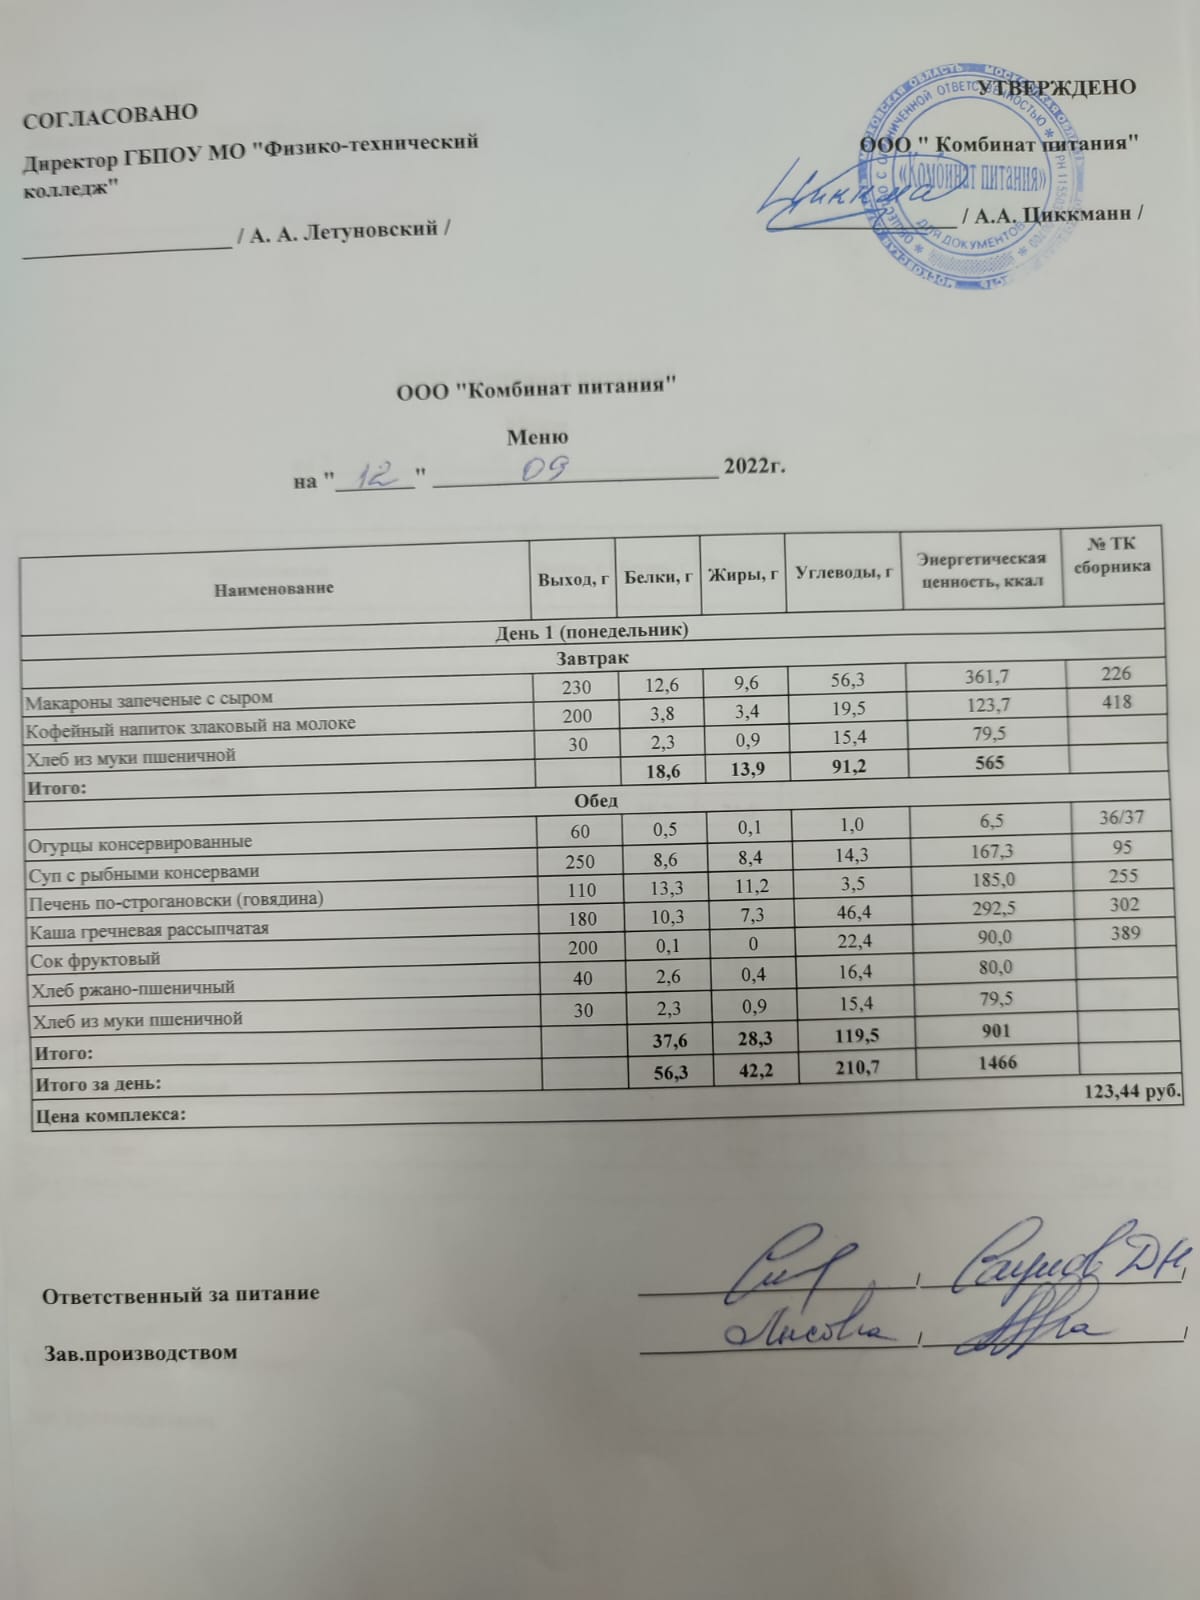 СОГЛАСОВАНО
Директор ГБПОУ МО "Физико-технический
колледж"
/ А. А. Летуновский /
УТВЕРЖДЕНО
ООО " Комбинат питания"
/ А.А. Циккманн /
«Комбинат питания»
ДЛЯ ДОКУМЕНТОВ
ООО "Комбинат питания"
Меню
на " 12 " 09 2022г.
Наименование Выход, г Белки, г Жиры, г Углеводы, г Энергетическая ценность, ккал № ТК сборника
День 1 (понедельник)
Завтрак
Макароны запеченые с сыром 230 12,6 9,6 56,3 361,7 226
Кофейный напиток злаковый на молоке 200 3,8 3,4 19,5 123,7 418
Хлеб из муки пшеничной 30 2,3 0,9 15,4 79,5
Итого: 18,6 13,9 91,2 565
Обед
Огурцы консервированные 60 0,5 0,1 1,0 6,5 36/37
Суп с рыбными консервами 250 8,6 8,4 14,3 167,3 95
Печень по-строгановски (говядина) 110 13,3 11,2 3,5 185,0 255
Каша гречневая рассыпчатая 180 10,3 7,3 46,4 292,5 302
Сок фруктовый 200 0,1 0 22,4 90,0 389
Хлеб ржано-пшеничный 40 2,6 0,4 16,4 80,0
Хлеб из муки пшеничной 30 2,3 0,9 15,4 79,5
Итого: 37,6 28,3 119,5 901
Итого за день: 56,3 42,2 210,7 1466
Цена комплекса: 123,44 руб.
Ответственный за питание
Зав.производством